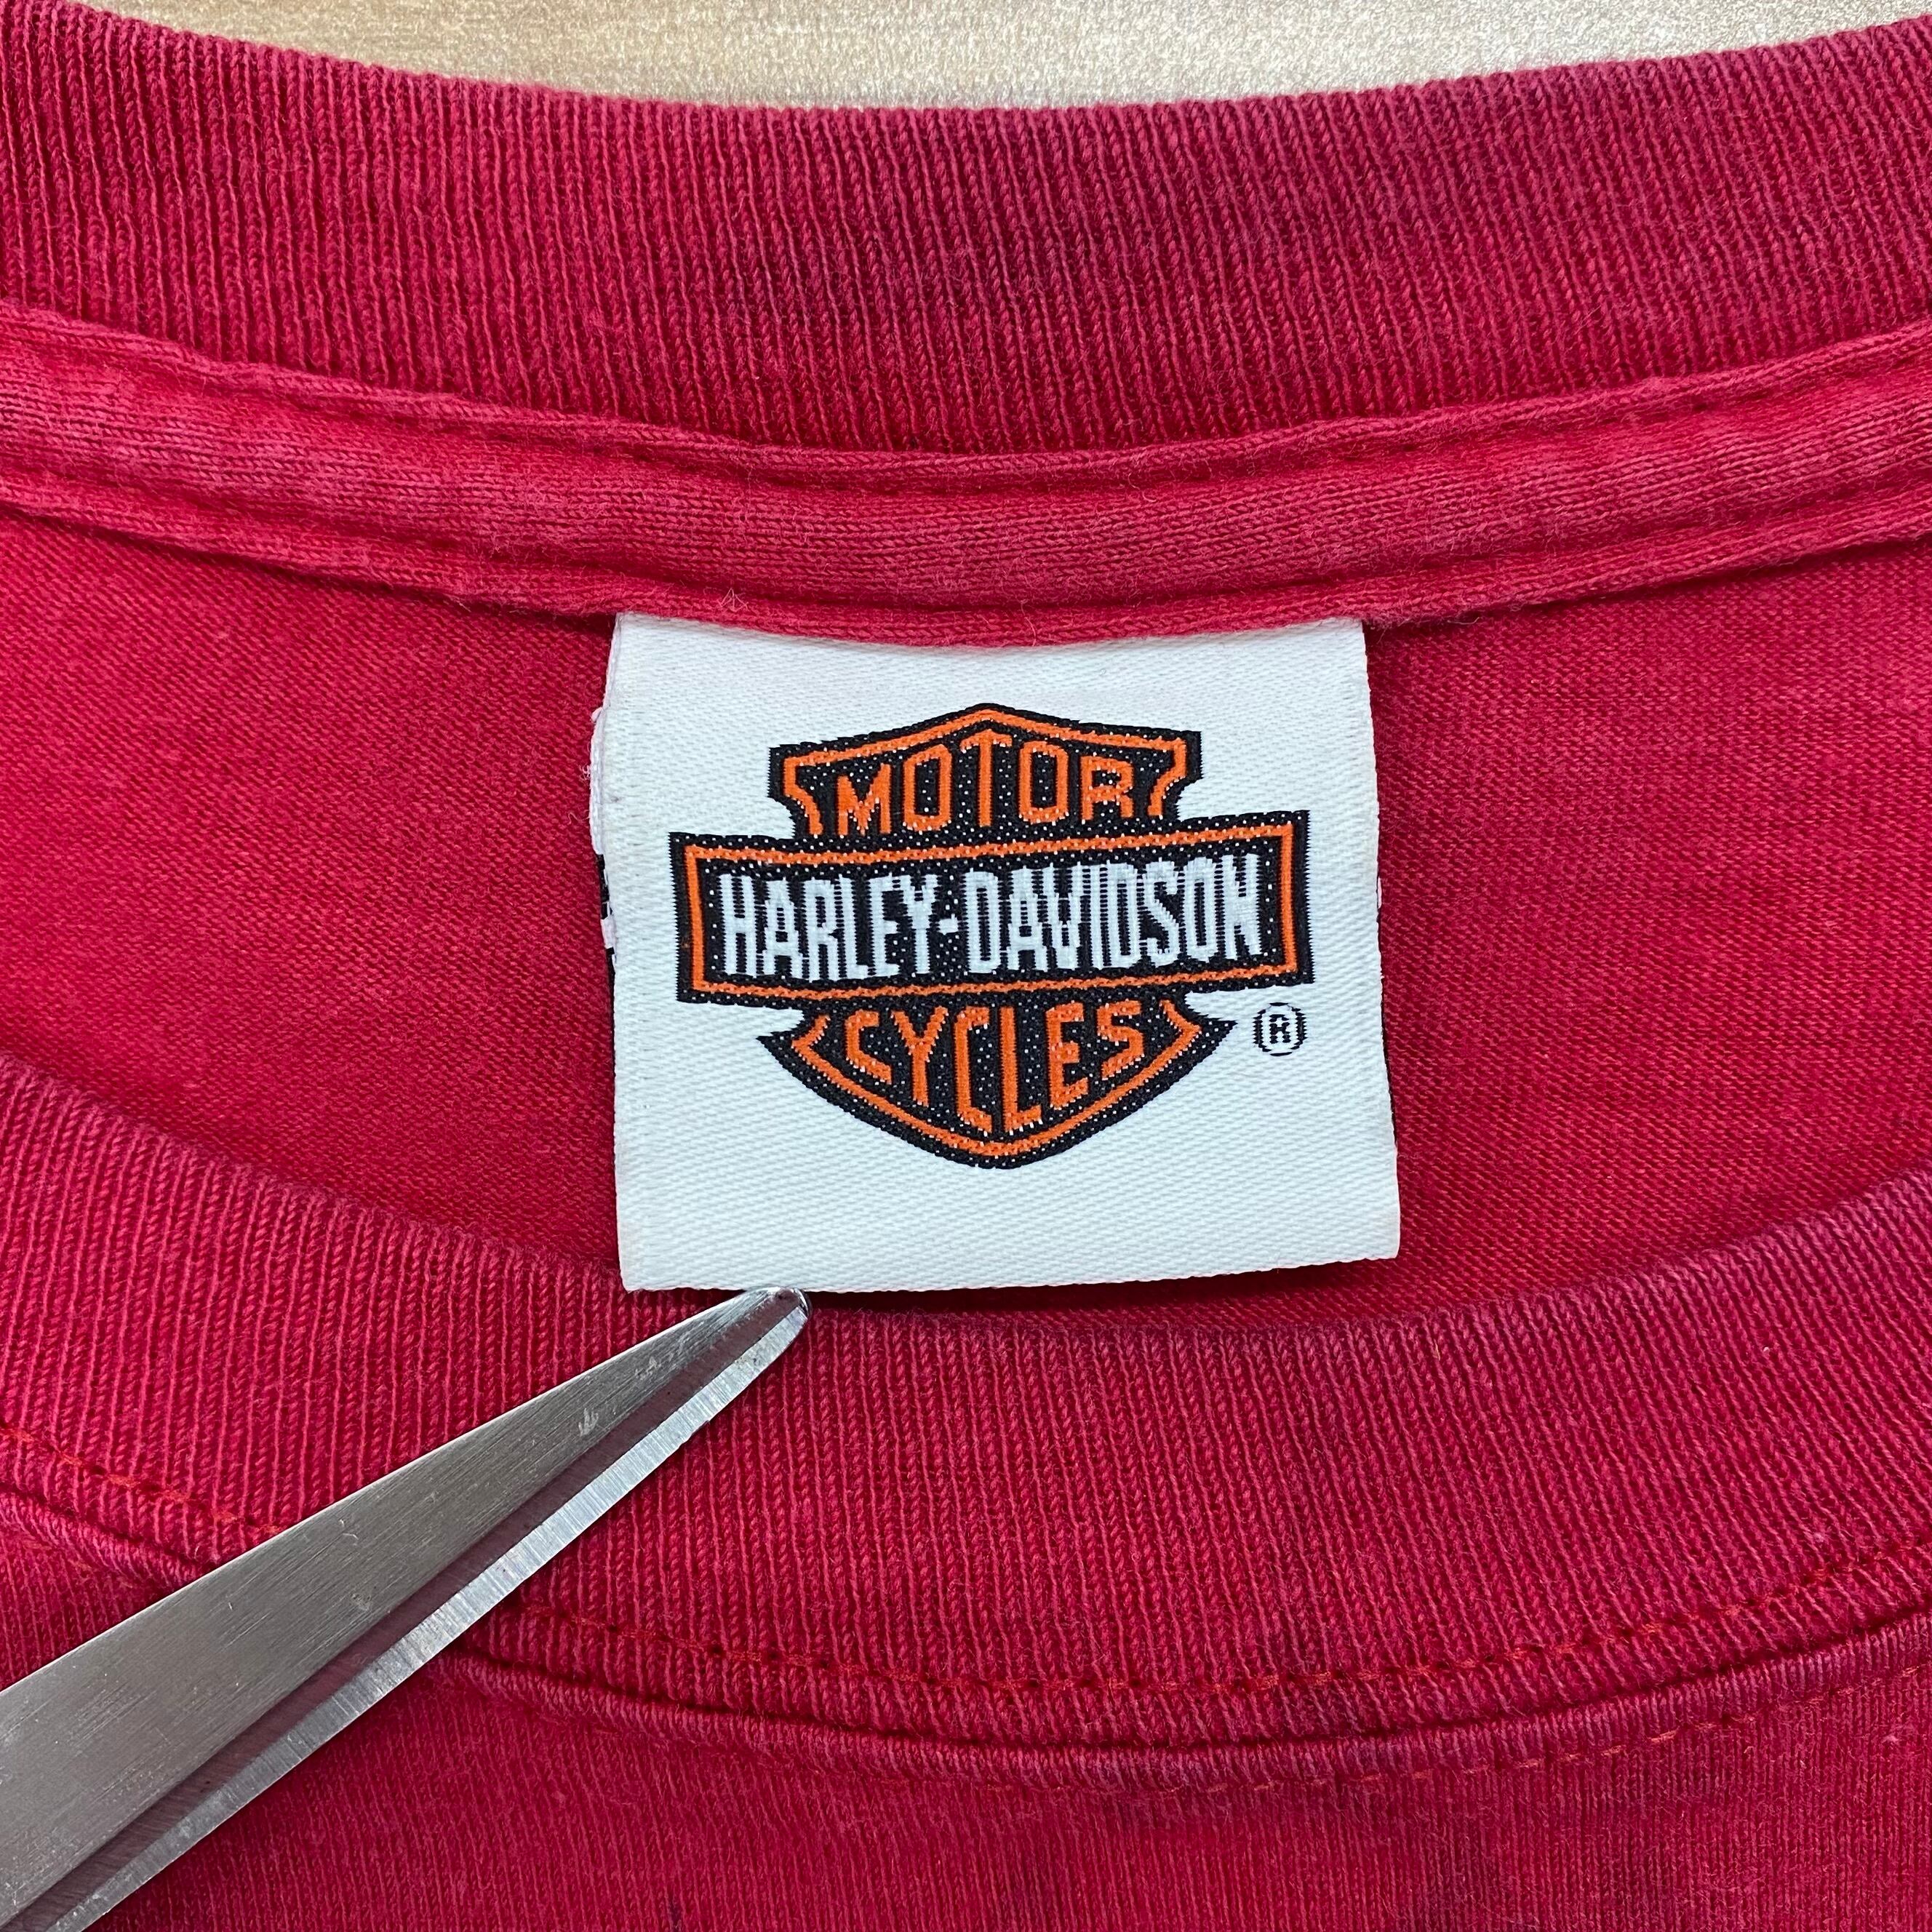 MOTOR
HARLEY-DAVIDSON
CYCLES
®